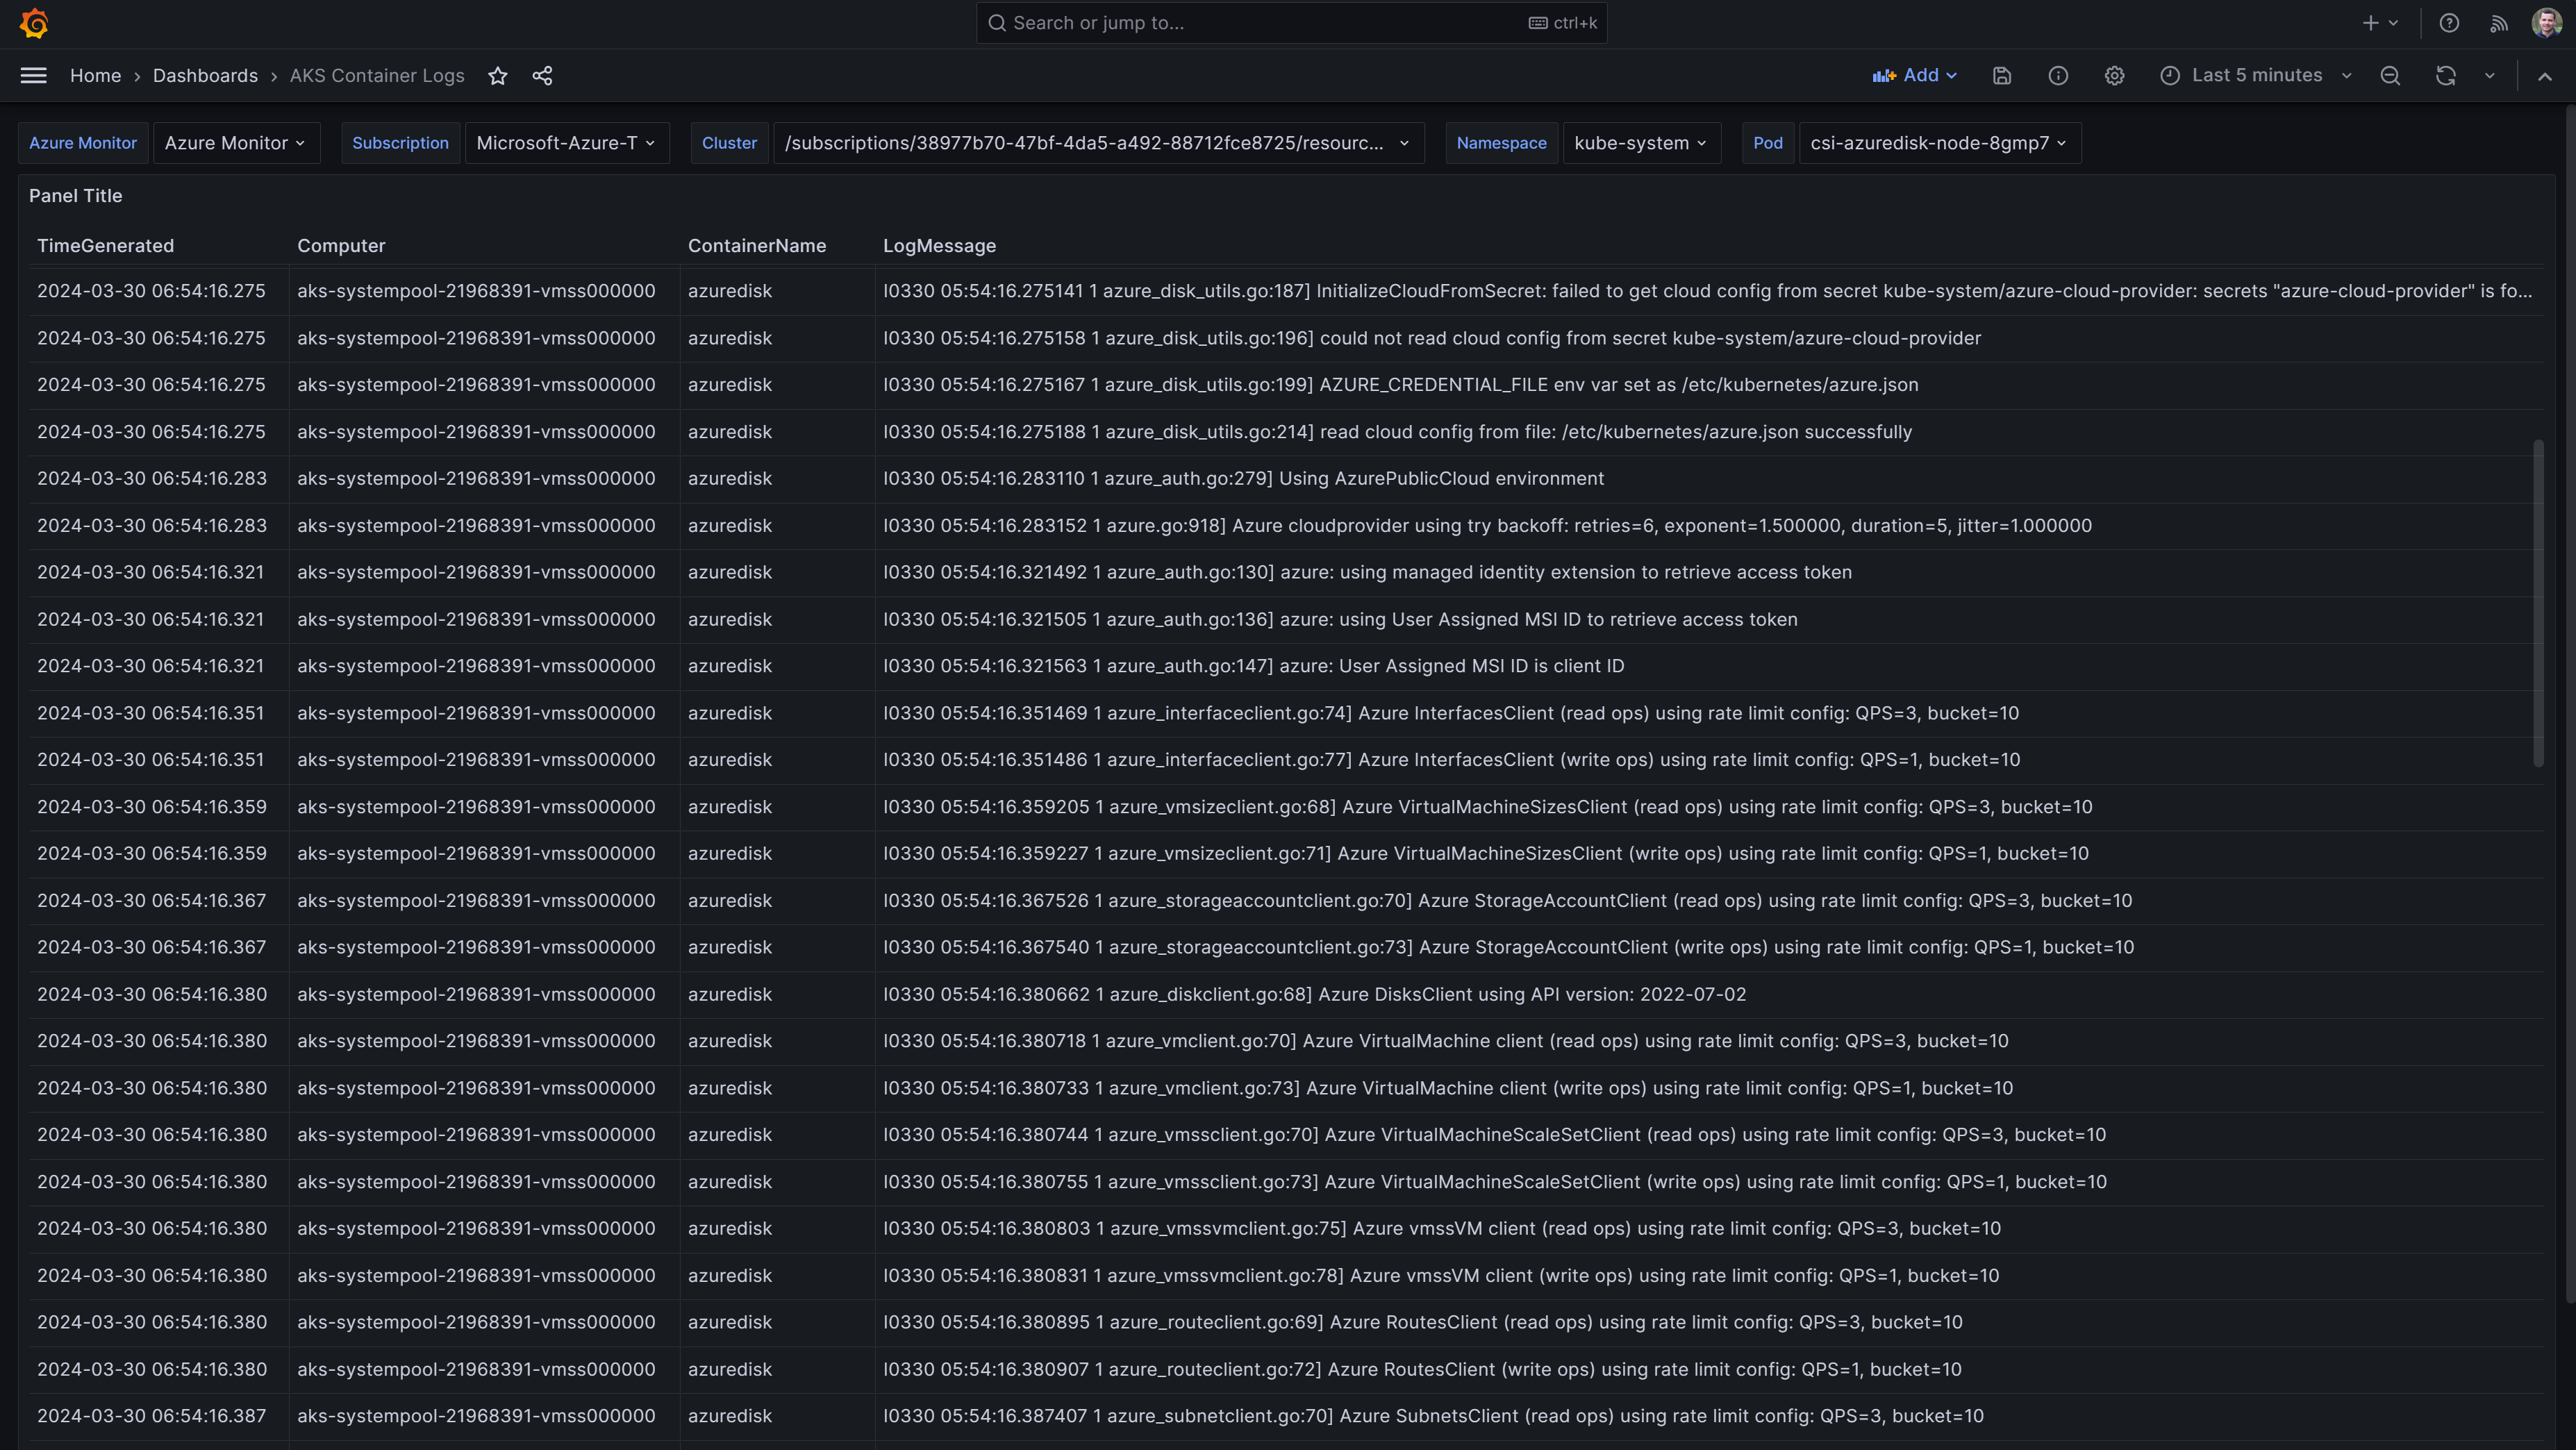 Search or jump to... ctrl+k
Home › Dashboards › AKS Container Logs Add Last 5 minutes
Azure Monitor Azure Monitor Subscription Microsoft-Azure-T Cluster /subscriptions/38977b70-47bf-4da5-a492-88712fce8725/resourc... Namespace kube-system Pod csi-azuredisk-node-8gmp7
Panel Title
TimeGenerated Computer ContainerName LogMessage
2024-03-30 06:54:16.275 aks-systempool-21968391-vmss000000 azuredisk I0330 05:54:16.275141 1 azure_disk_utils.go:187] InitializeCloudFromSecret: failed to get cloud config from secret kube-system/azure-cloud-provider: secrets "azure-cloud-provider" is fo...
2024-03-30 06:54:16.275 aks-systempool-21968391-vmss000000 azuredisk I0330 05:54:16.275158 1 azure_disk_utils.go:196] could not read cloud config from secret kube-system/azure-cloud-provider
2024-03-30 06:54:16.275 aks-systempool-21968391-vmss000000 azuredisk I0330 05:54:16.275167 1 azure_disk_utils.go:199] AZURE_CREDENTIAL_FILE env var set as /etc/kubernetes/azure.json
2024-03-30 06:54:16.275 aks-systempool-21968391-vmss000000 azuredisk I0330 05:54:16.275188 1 azure_disk_utils.go:214] read cloud config from file: /etc/kubernetes/azure.json successfully
2024-03-30 06:54:16.283 aks-systempool-21968391-vmss000000 azuredisk I0330 05:54:16.283110 1 azure_auth.go:279] Using AzurePublicCloud environment
2024-03-30 06:54:16.283 aks-systempool-21968391-vmss000000 azuredisk I0330 05:54:16.283152 1 azure.go:918] Azure cloudprovider using try backoff: retries=6, exponent=1.500000, duration=5, jitter=1.000000
2024-03-30 06:54:16.321 aks-systempool-21968391-vmss000000 azuredisk I0330 05:54:16.321492 1 azure_auth.go:130] azure: using managed identity extension to retrieve access token
2024-03-30 06:54:16.321 aks-systempool-21968391-vmss000000 azuredisk I0330 05:54:16.321505 1 azure_auth.go:136] azure: using User Assigned MSI ID to retrieve access token
2024-03-30 06:54:16.321 aks-systempool-21968391-vmss000000 azuredisk I0330 05:54:16.321563 1 azure_auth.go:147] azure: User Assigned MSI ID is client ID
2024-03-30 06:54:16.351 aks-systempool-21968391-vmss000000 azuredisk I0330 05:54:16.351469 1 azure_interfaceclient.go:74] Azure InterfacesClient (read ops) using rate limit config: QPS=3, bucket=10
2024-03-30 06:54:16.351 aks-systempool-21968391-vmss000000 azuredisk I0330 05:54:16.351486 1 azure_interfaceclient.go:77] Azure InterfacesClient (write ops) using rate limit config: QPS=1, bucket=10
2024-03-30 06:54:16.359 aks-systempool-21968391-vmss000000 azuredisk I0330 05:54:16.359205 1 azure_vmsizeclient.go:68] Azure VirtualMachineSizesClient (read ops) using rate limit config: QPS=3, bucket=10
2024-03-30 06:54:16.359 aks-systempool-21968391-vmss000000 azuredisk I0330 05:54:16.359227 1 azure_vmsizeclient.go:71] Azure VirtualMachineSizesClient (write ops) using rate limit config: QPS=1, bucket=10
2024-03-30 06:54:16.367 aks-systempool-21968391-vmss000000 azuredisk I0330 05:54:16.367526 1 azure_storageaccountclient.go:70] Azure StorageAccountClient (read ops) using rate limit config: QPS=3, bucket=10
2024-03-30 06:54:16.367 aks-systempool-21968391-vmss000000 azuredisk I0330 05:54:16.367540 1 azure_storageaccountclient.go:73] Azure StorageAccountClient (write ops) using rate limit config: QPS=1, bucket=10
2024-03-30 06:54:16.380 aks-systempool-21968391-vmss000000 azuredisk I0330 05:54:16.380662 1 azure_diskclient.go:68] Azure DisksClient using API version: 2022-07-02
2024-03-30 06:54:16.380 aks-systempool-21968391-vmss000000 azuredisk I0330 05:54:16.380718 1 azure_vmclient.go:70] Azure VirtualMachine client (read ops) using rate limit config: QPS=3, bucket=10
2024-03-30 06:54:16.380 aks-systempool-21968391-vmss000000 azuredisk I0330 05:54:16.380733 1 azure_vmclient.go:73] Azure VirtualMachine client (write ops) using rate limit config: QPS=1, bucket=10
2024-03-30 06:54:16.380 aks-systempool-21968391-vmss000000 azuredisk I0330 05:54:16.380744 1 azure_vmssclient.go:70] Azure VirtualMachineScaleSetClient (read ops) using rate limit config: QPS=3, bucket=10
2024-03-30 06:54:16.380 aks-systempool-21968391-vmss000000 azuredisk I0330 05:54:16.380755 1 azure_vmssclient.go:73] Azure VirtualMachineScaleSetClient (write ops) using rate limit config: QPS=1, bucket=10
2024-03-30 06:54:16.380 aks-systempool-21968391-vmss000000 azuredisk I0330 05:54:16.380803 1 azure_vmssvmclient.go:75] Azure vmssVM client (read ops) using rate limit config: QPS=3, bucket=10
2024-03-30 06:54:16.380 aks-systempool-21968391-vmss000000 azuredisk I0330 05:54:16.380831 1 azure_vmssvmclient.go:78] Azure vmssVM client (write ops) using rate limit config: QPS=1, bucket=10
2024-03-30 06:54:16.380 aks-systempool-21968391-vmss000000 azuredisk I0330 05:54:16.380895 1 azure_routeclient.go:69] Azure RoutesClient (read ops) using rate limit config: QPS=3, bucket=10
2024-03-30 06:54:16.380 aks-systempool-21968391-vmss000000 azuredisk I0330 05:54:16.380907 1 azure_routeclient.go:72] Azure RoutesClient (write ops) using rate limit config: QPS=1, bucket=10
2024-03-30 06:54:16.387 aks-systempool-21968391-vmss000000 azuredisk I0330 05:54:16.387407 1 azure_subnetclient.go:70] Azure SubnetsClient (read ops) using rate limit config: QPS=3, bucket=10